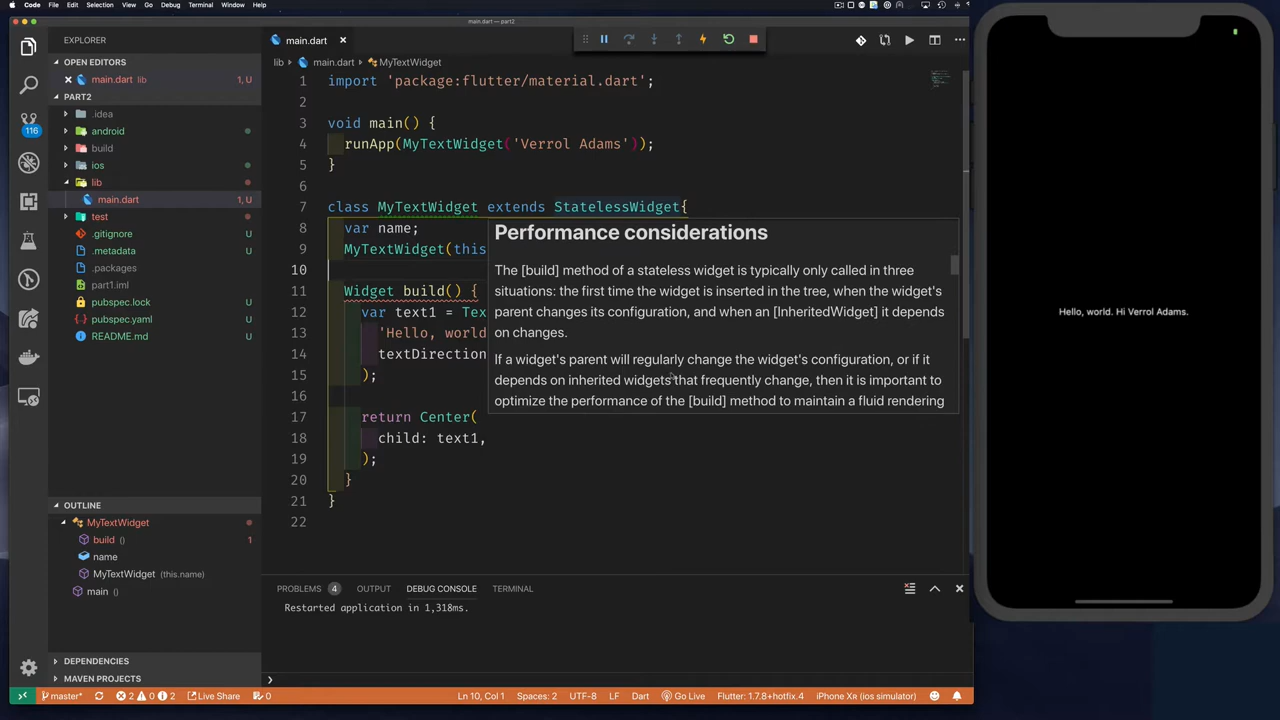 Code File Edit Selection View Go Debug Terminal Window Help
main.dart — part2
EXPLORER
OPEN EDITORS
main.dart lib 1, U
PART2
.idea
android
build
ios
lib
main.dart 1, U
test
.gitignore U
.metadata U
.packages
part1.iml
pubspec.lock U
pubspec.yaml U
README.md U
116
OUTLINE
MyTextWidget
build () 1
name
MyTextWidget (this.name)
main ()
DEPENDENCIES
MAVEN PROJECTS
main.dart
lib main.dart MyTextWidget
1 import 'package:flutter/material.dart';
2
3 void main() {
4 runApp(MyTextWidget('Verrol Adams'));
5 }
6
7 class MyTextWidget extends StatelessWidget{
8 var name;
9 MyTextWidget(this
10
11 Widget build() {
12 var text1 = Tex
13 'Hello, world
14 textDirection
15 );
16
17 return Center(
18 child: text1,
19 );
20 }
21 }
22
Performance considerations
The [build] method of a stateless widget is typically only called in three
situations: the first time the widget is inserted in the tree, when the widget's
parent changes its configuration, and when an [InheritedWidget] it depends
on changes.
If a widget's parent will regularly change the widget's configuration, or if it
depends on inherited widgets that frequently change, then it is important to
optimize the performance of the [build] method to maintain a fluid rendering
PROBLEMS 4 OUTPUT DEBUG CONSOLE TERMINAL
Restarted application in 1,318ms.
master* 2 0 2 Live Share 0 Ln 10, Col 1 Spaces: 2 UTF-8 LF Dart Go Live Flutter: 1.7.8+hotfix.4 iPhone Xʀ (ios simulator)
Hello, world. Hi Verrol Adams.